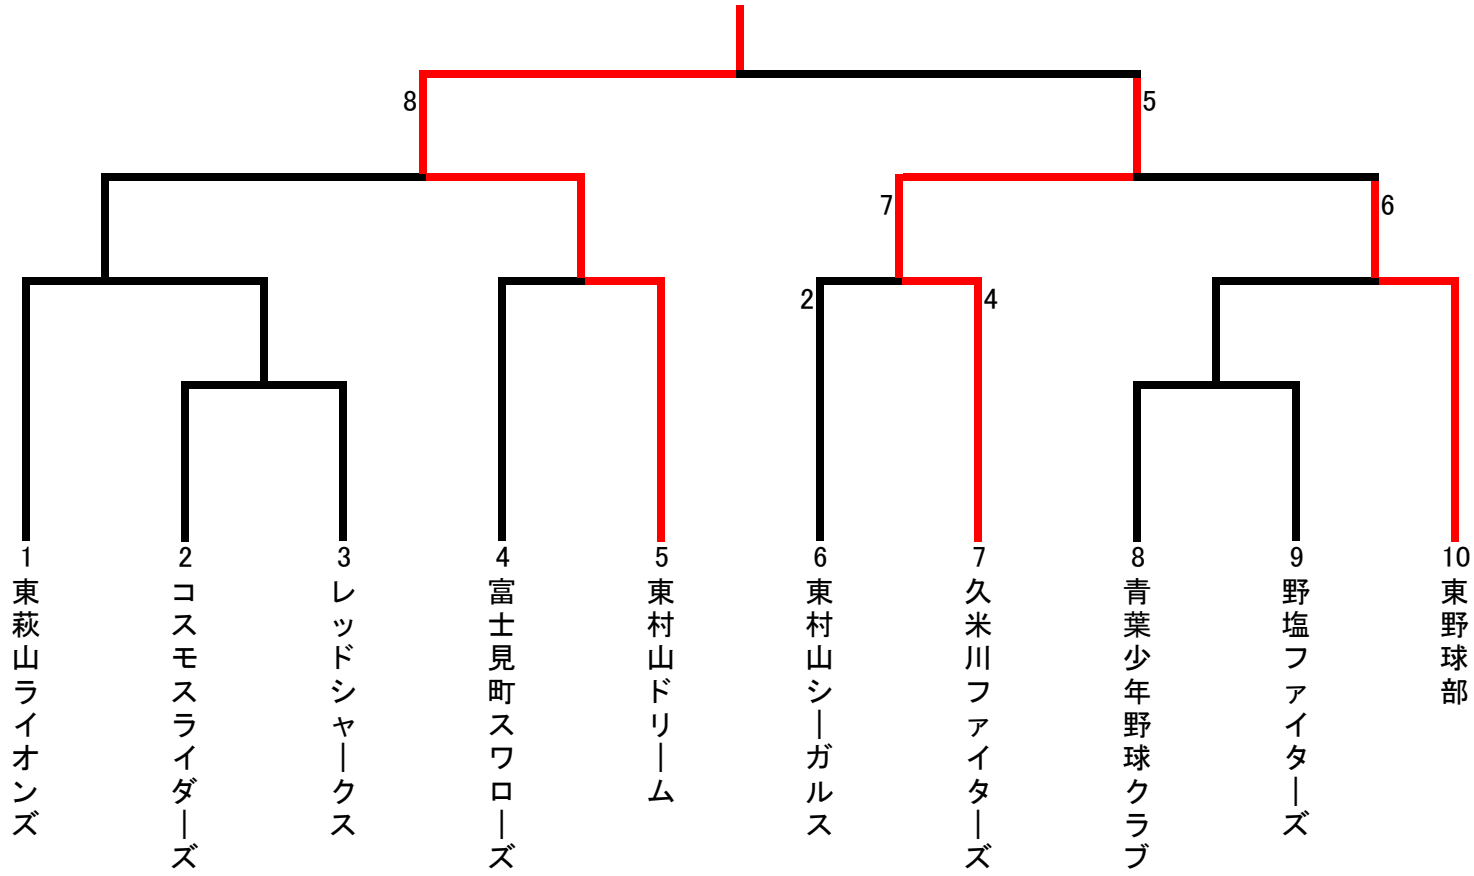 8
5
7
6
2
4
1
東萩山ライオンズ
2
コスモスライダーズ
3
レッドシャークス
4
富士見町スワローズ
5
東村山ドリーム
6
東村山シーガルス
7
久米川ファイターズ
8
青葉少年野球クラブ
9
野塩ファイターズ
10
東野球部